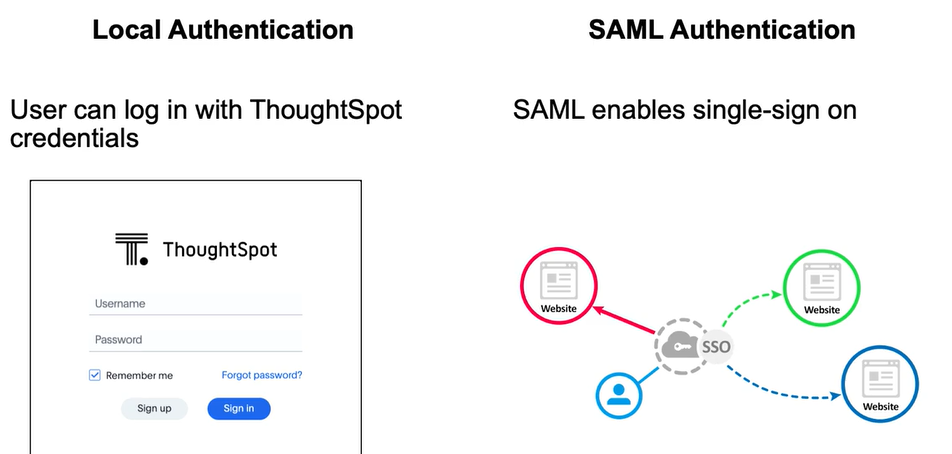 Local Authentication
SAML Authentication
User can log in with ThoughtSpot
credentials
SAML enables single-sign on
ThoughtSpot
Username
Password
Remember me
Forgot password?
Sign up
Sign in
Website
Website
SSO
Website